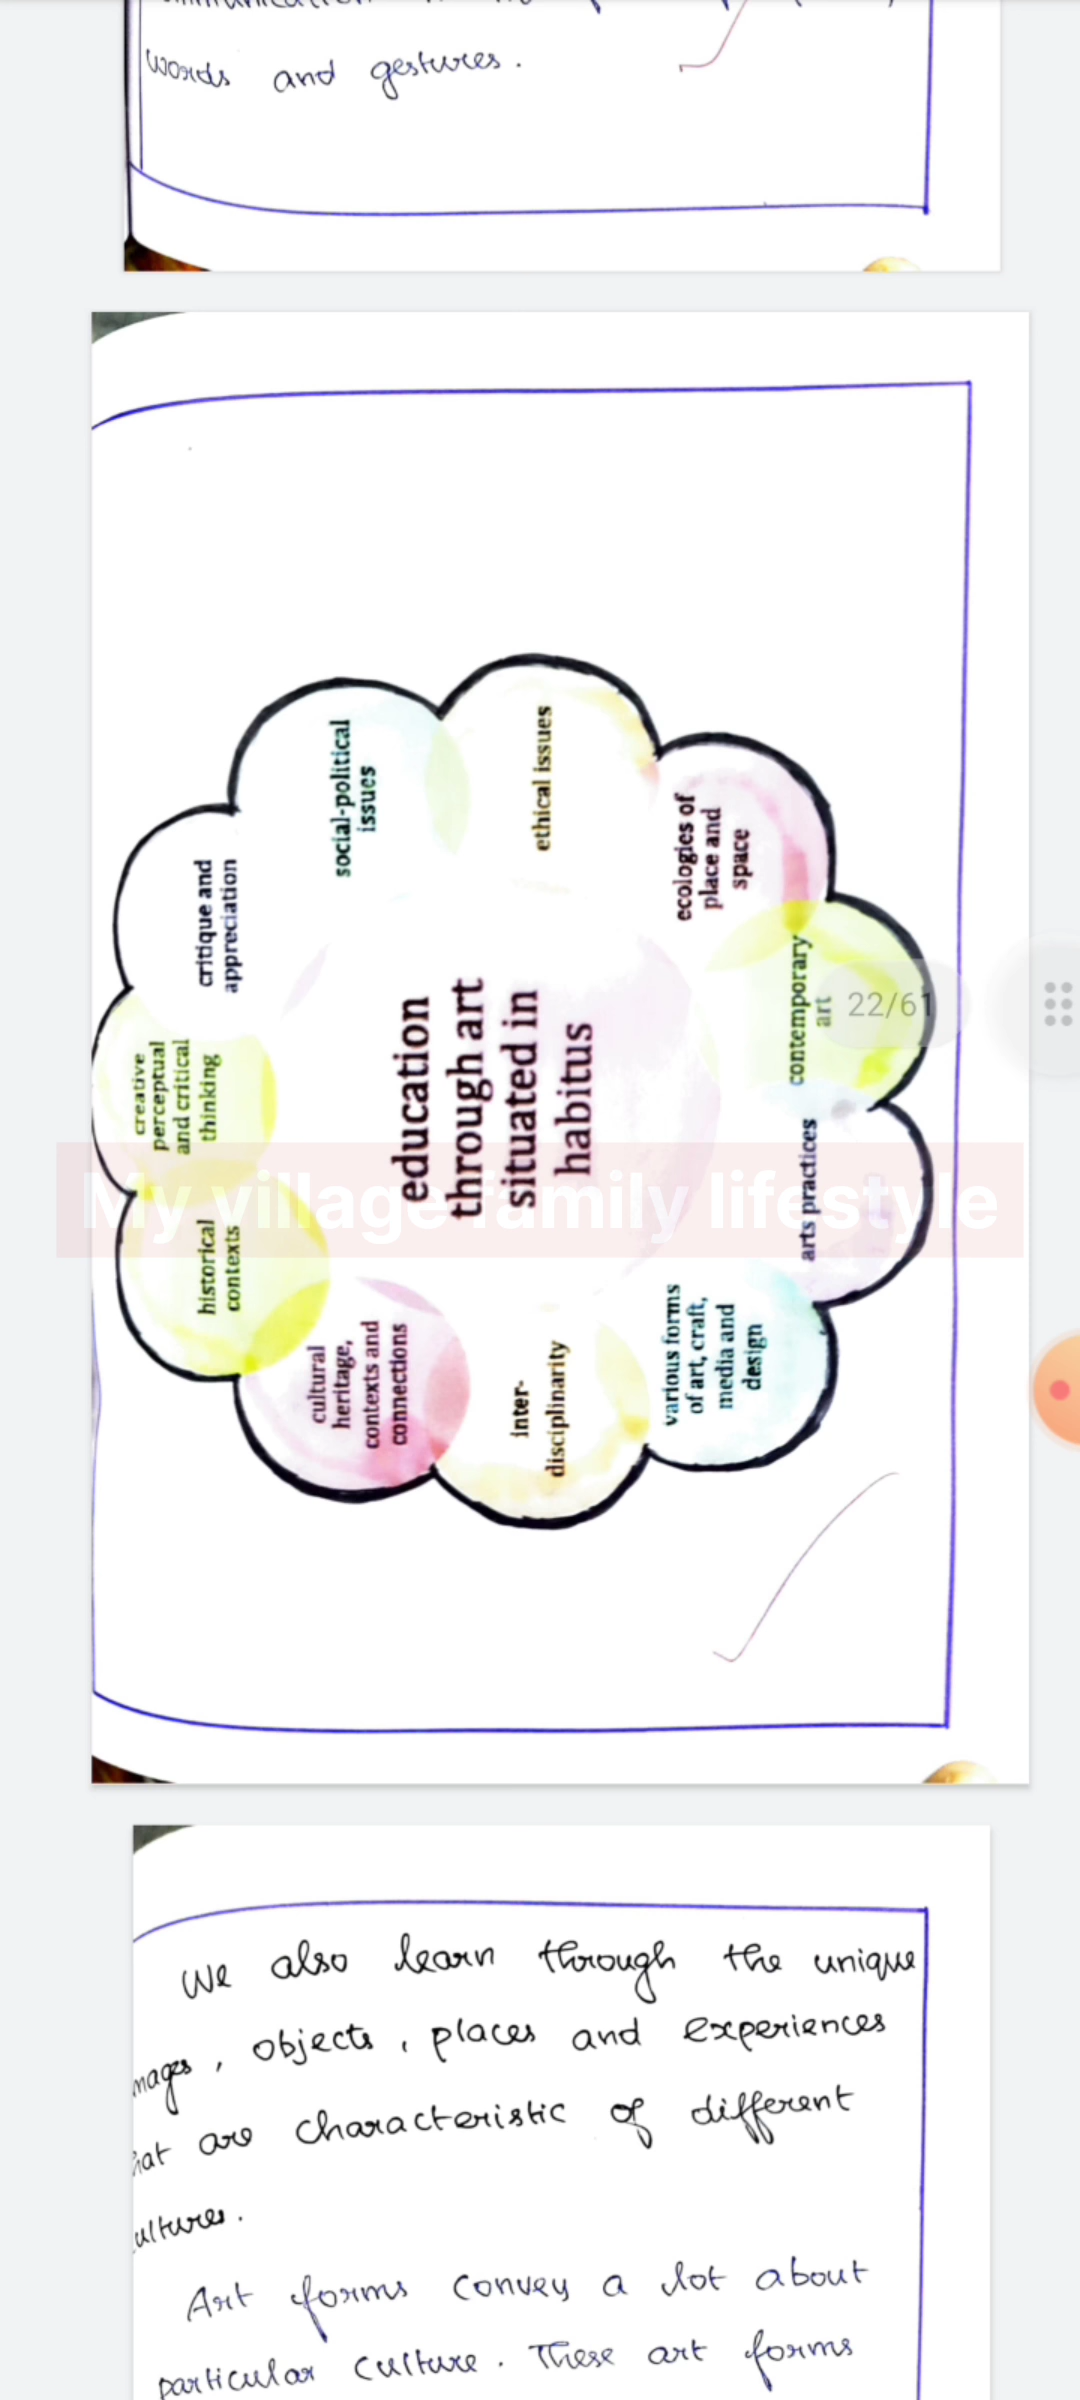 words and gestures.
social-political
issues
ethical issues
ecologies of
place and
space
contemporary
art
22/61
arts practices
various forms
of art, craft,
media and
design
inter-
disciplinarity
cultural
heritage,
contexts and
connections
historical
contexts
creative
perceptual
and critical
thinking
critique and
appreciation
education
through art
situated in
habitus
My village family lifestyle
We also learn through the unique
, objects, places and experiences
are characteristic of different
Art forms convey a lot about
particular culture. These art forms